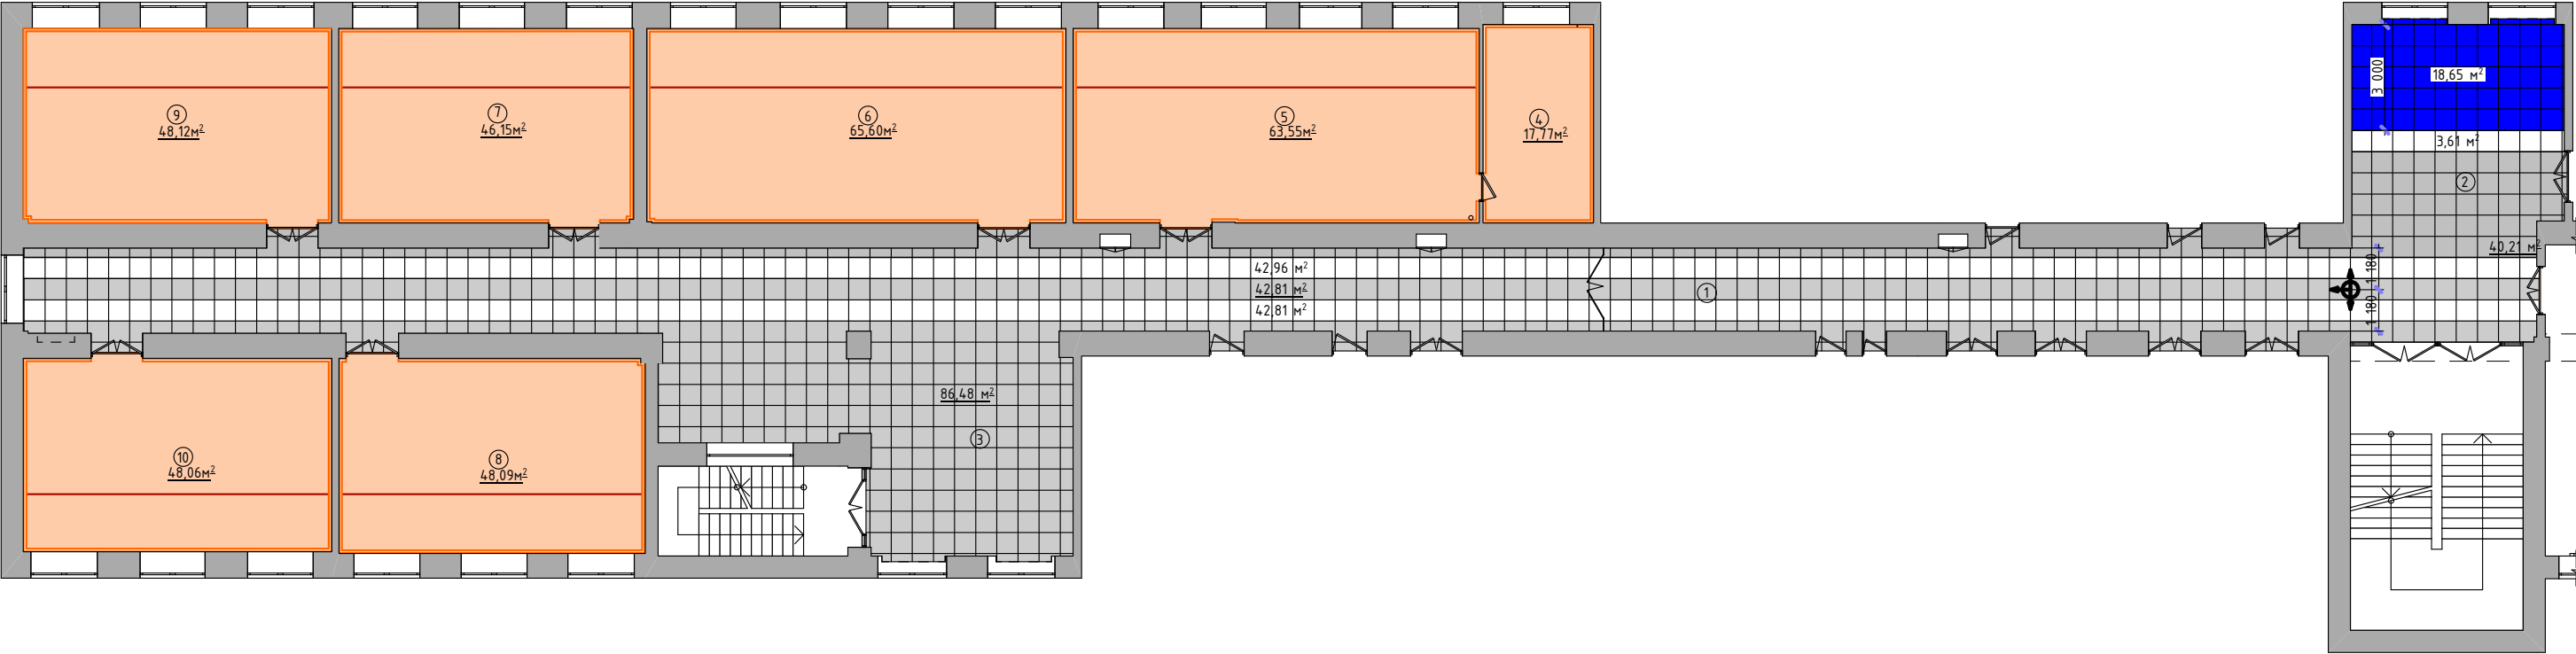 9
48,12м²
7
46,15м²
6
65,60м²
5
63,55м²
4
17,77м²
3 000
18,65 м²
3,61 м²
2
40,21 м²
42,96 м²
42,81 м²
42,81 м²
1
1 180
1 180
86,48 м²
3
10
48,06м²
8
48,09м²